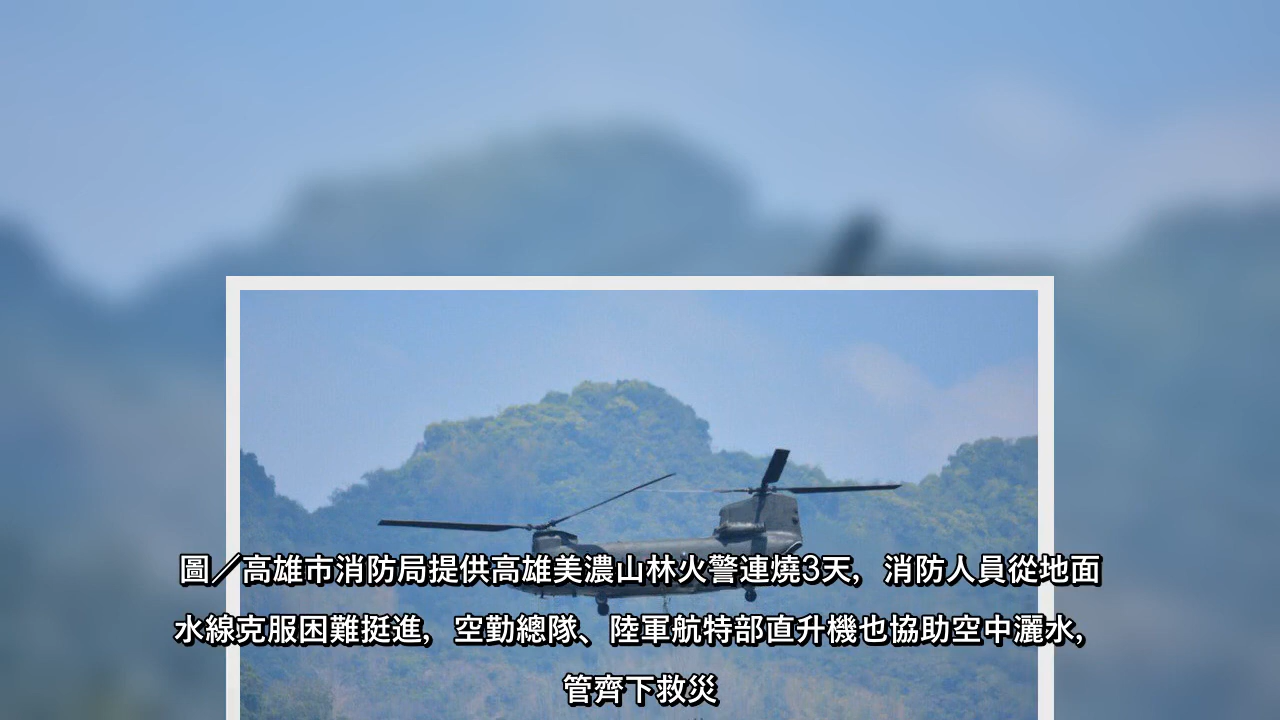 圖／高雄市消防局提供高雄美濃山林火警連燒3天，消防人員從地面
水線克服困難挺進，空勤總隊、陸軍航特部直升機也協助空中灑水，
管齊下救災